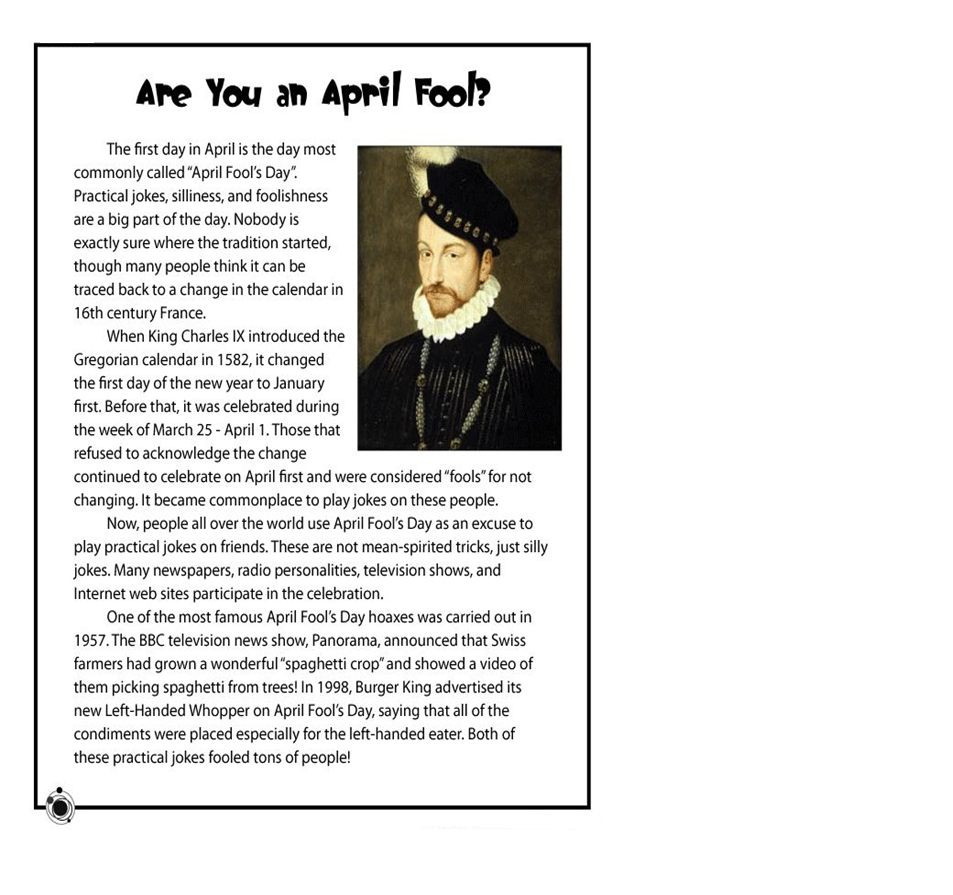 Are You an April Fool?
The first day in April is the day most
commonly called “April Fool’s Day”.
Practical jokes, silliness, and foolishness
are a big part of the day. Nobody is
exactly sure where the tradition started,
though many people think it can be
traced back to a change in the calendar in
16th century France.
When King Charles IX introduced the
Gregorian calendar in 1582, it changed
the first day of the new year to January
first. Before that, it was celebrated during
the week of March 25 - April 1. Those that
refused to acknowledge the change
continued to celebrate on April first and were considered “fools” for not
changing. It became commonplace to play jokes on these people.
Now, people all over the world use April Fool’s Day as an excuse to
play practical jokes on friends. These are not mean-spirited tricks, just silly
jokes. Many newspapers, radio personalities, television shows, and
Internet web sites participate in the celebration.
One of the most famous April Fool’s Day hoaxes was carried out in
1957. The BBC television news show, Panorama, announced that Swiss
farmers had grown a wonderful “spaghetti crop” and showed a video of
them picking spaghetti from trees! In 1998, Burger King advertised its
new Left-Handed Whopper on April Fool’s Day, saying that all of the
condiments were placed especially for the left-handed eater. Both of
these practical jokes fooled tons of people!